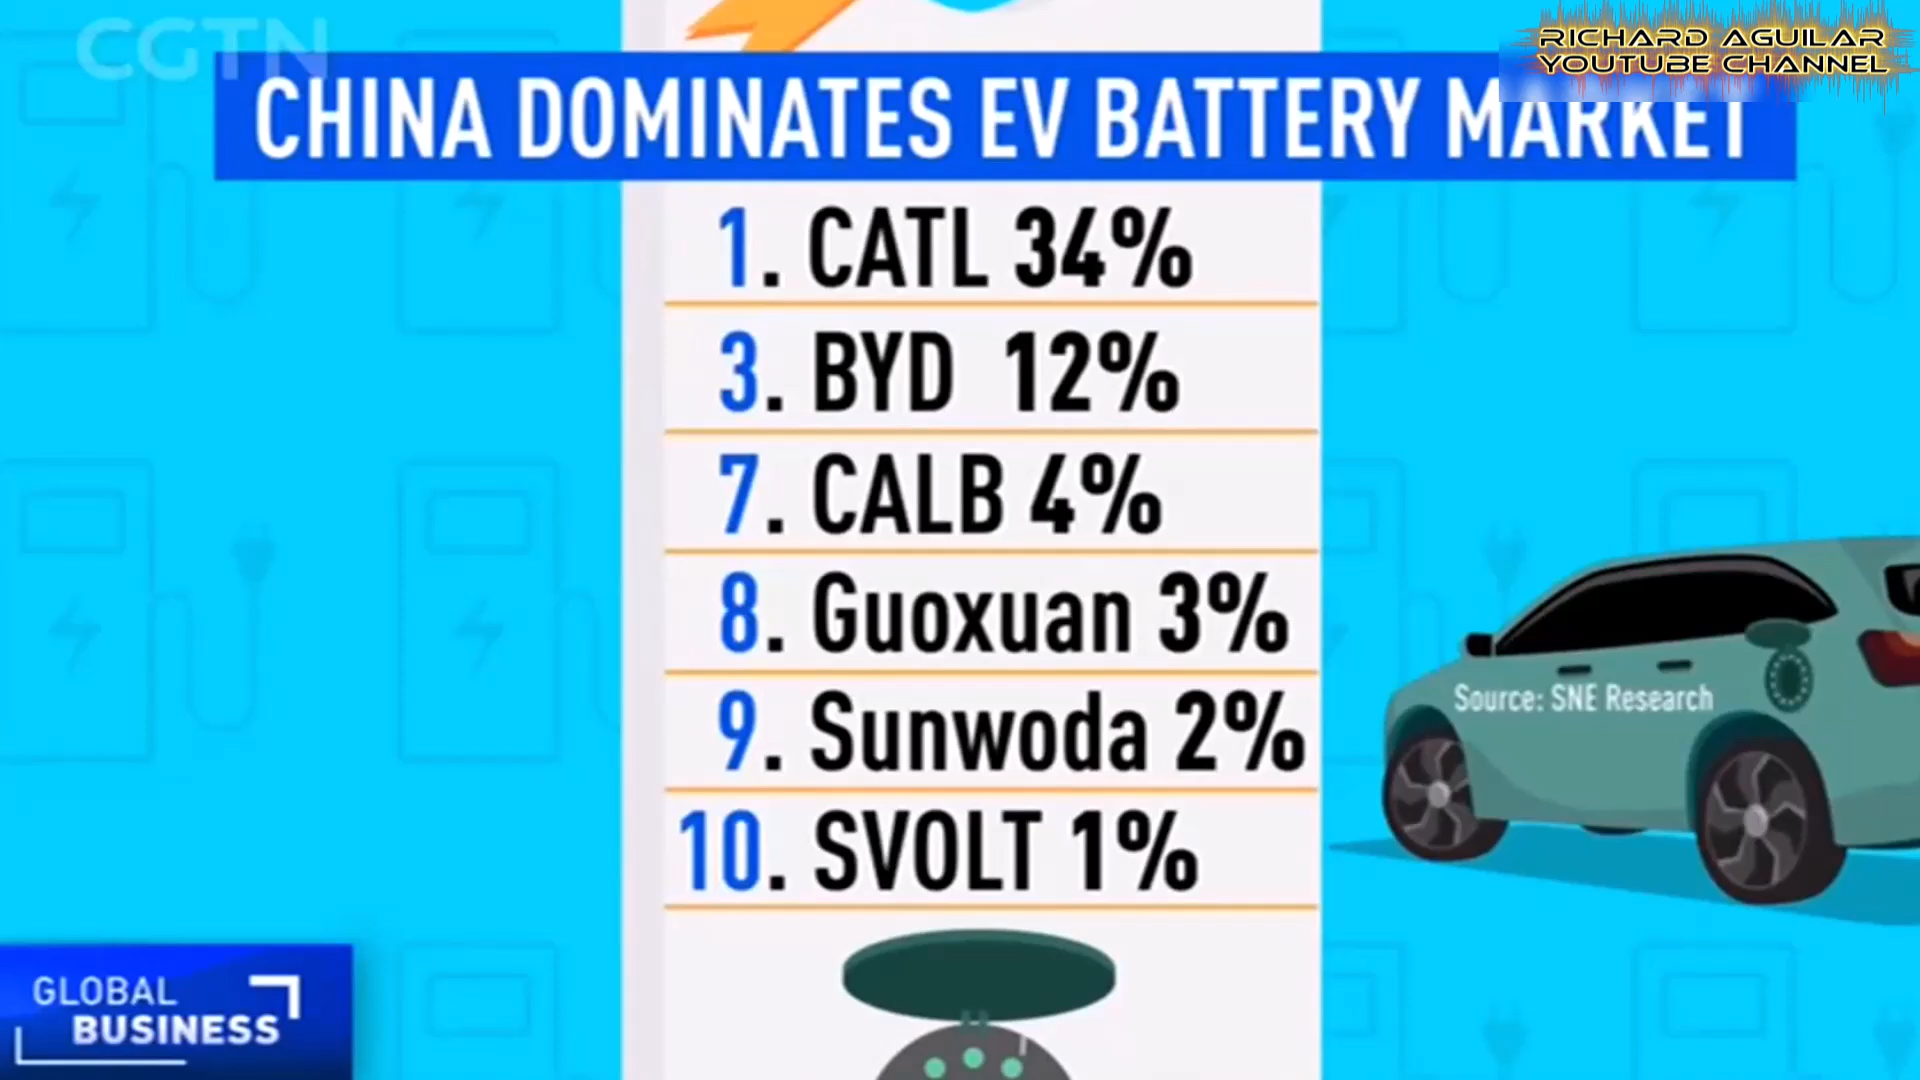 CGTN
RICHARD AGUILAR
YOUTUBE CHANNEL
CHINA DOMINATES EV BATTERY MARKET
1. CATL 34%
3. BYD 12%
7. CALB 4%
8. Guoxuan 3%
9. Sunwoda 2%
10. SVOLT 1%
Source: SNE Research
GLOBAL
BUSINESS